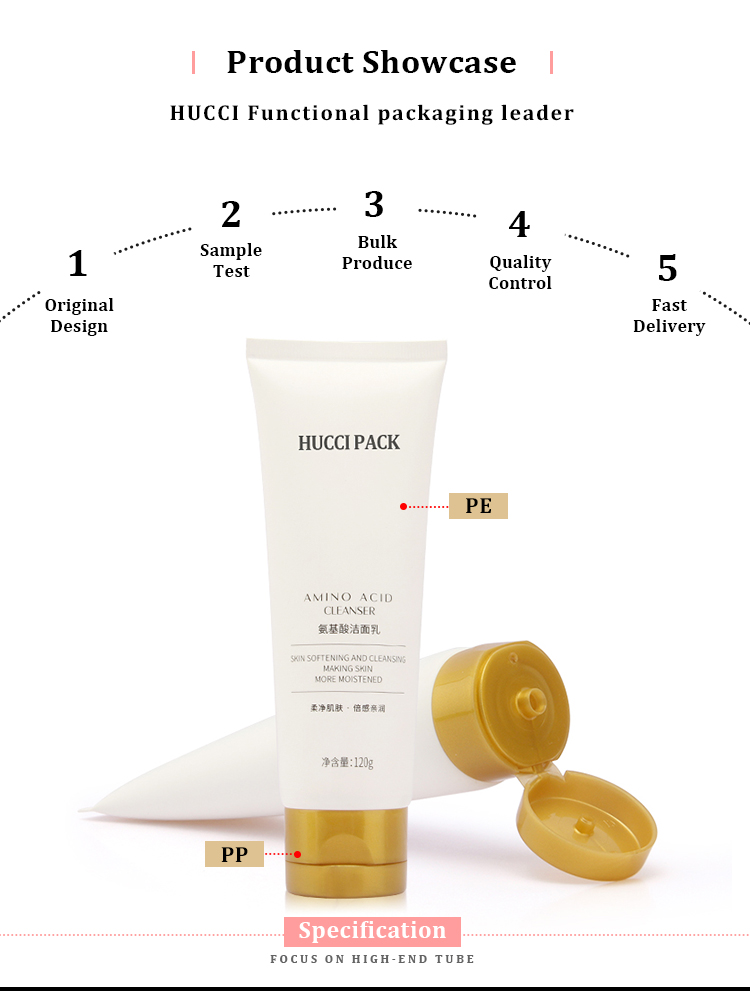 Product Showcase
HUCCI Functional packaging leader
1
Original
Design
2
Sample
Test
3
Bulk
Produce
4
Quality
Control
5
Fast
Delivery
HUCCI PACK
PE
AMINO ACID
CLEANSER
氨基酸洁面乳
SKIN SOFTENING AND CLEANSING
MAKING SKIN
MORE MOISTENED
柔净肌肤·倍感亲润
净含量:120g
PP
Specification
FOCUS ON HIGH-END TUBE